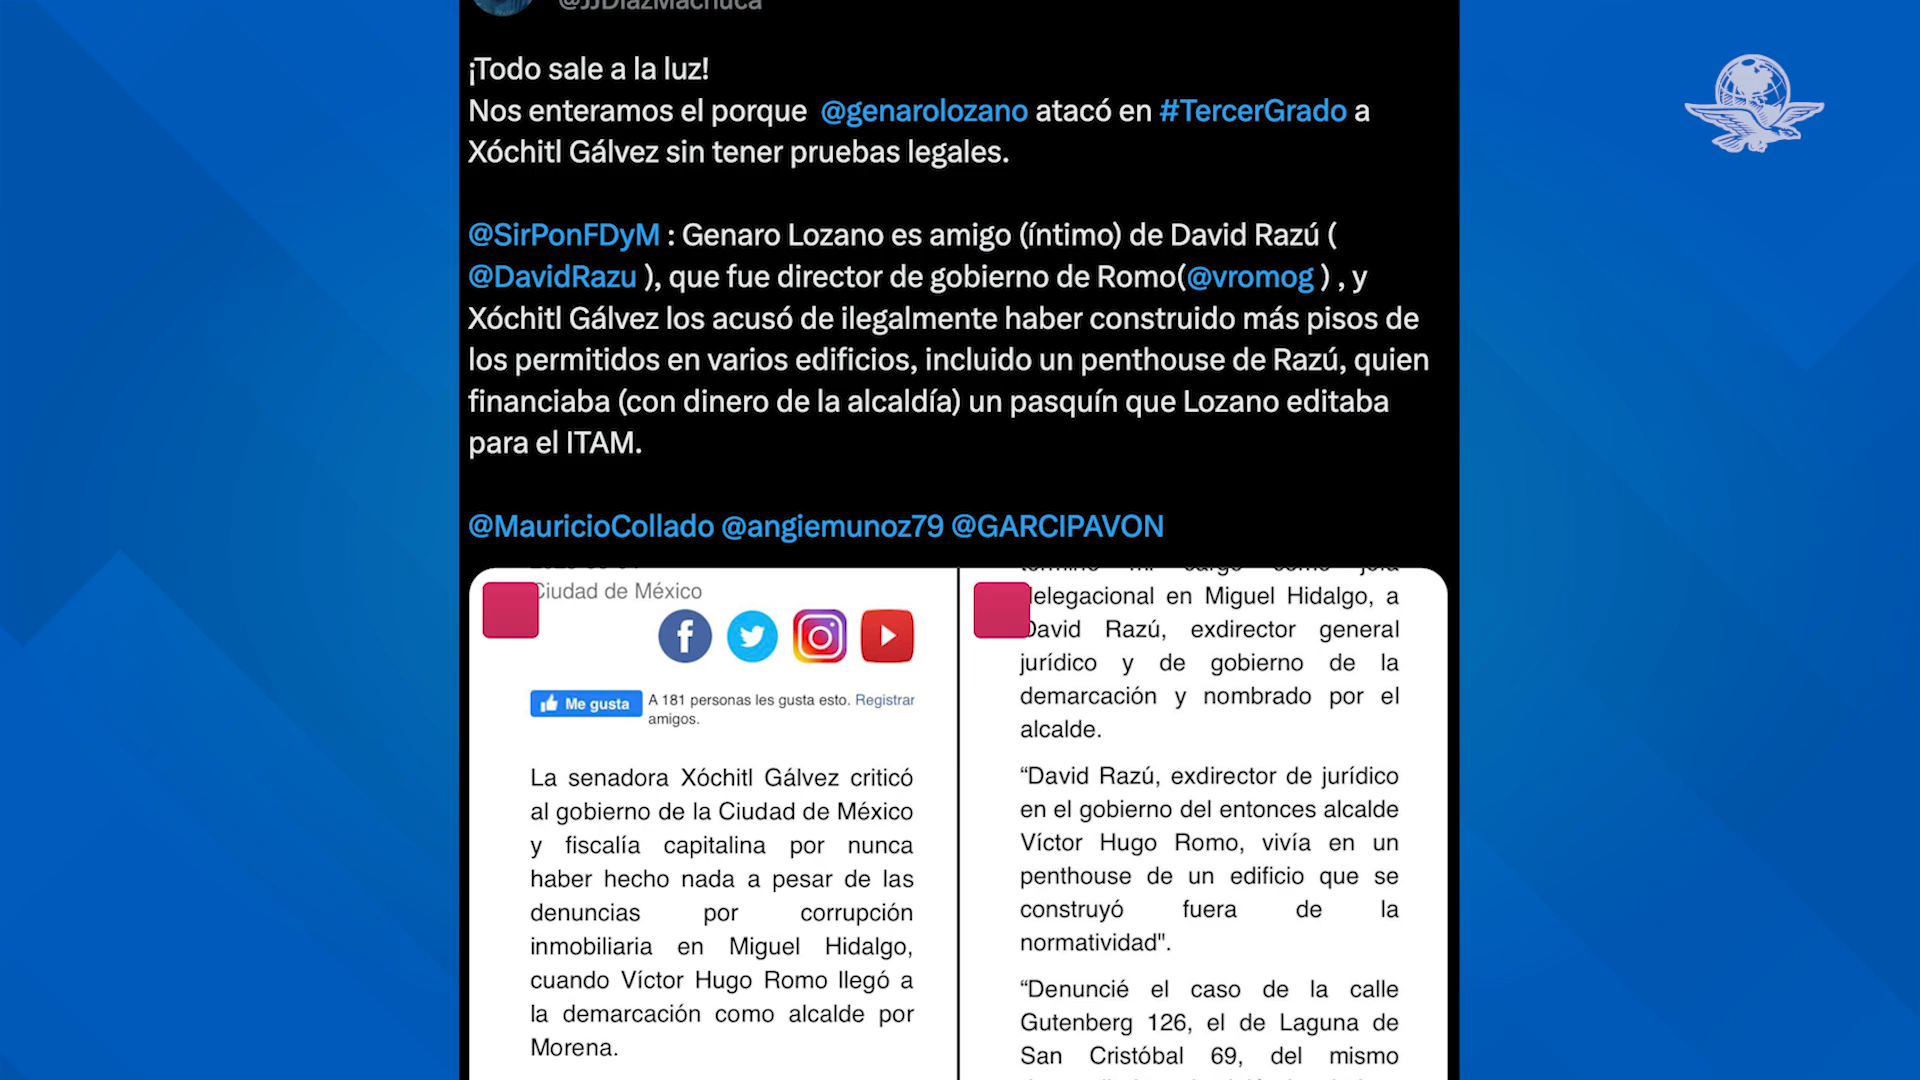 @JJDiazMachuca
¡Todo sale a la luz!
Nos enteramos el porque @genarolozano atacó en #TercerGrado a
Xóchitl Gálvez sin tener pruebas legales.
@SirPonFDyM : Genaro Lozano es amigo (íntimo) de David Razú (
@DavidRazu ), que fue director de gobierno de Romo(@vromog ) , y
Xóchitl Gálvez los acusó de ilegalmente haber construido más pisos de
los permitidos en varios edificios, incluido un penthouse de Razú, quien
financiaba (con dinero de la alcaldía) un pasquín que Lozano editaba
para el ITAM.
@MauricioCollado @angiemunoz79 @GARCIPAVON
Ciudad de México
Me gusta
A 181 personas les gusta esto. Registrar
amigos.
La senadora Xóchitl Gálvez criticó
al gobierno de la Ciudad de México
y fiscalía capitalina por nunca
haber hecho nada a pesar de las
denuncias por corrupción
inmobiliaria en Miguel Hidalgo,
cuando Víctor Hugo Romo llegó a
la demarcación como alcalde por
Morena.
delegacional en Miguel Hidalgo, a
David Razú, exdirector general
jurídico y de gobierno de la
demarcación y nombrado por el
alcalde.
“David Razú, exdirector de jurídico
en el gobierno del entonces alcalde
Víctor Hugo Romo, vivía en un
penthouse de un edificio que se
construyó fuera de la
normatividad".
“Denuncié el caso de la calle
Gutenberg 126, el de Laguna de
San Cristóbal 69, del mismo